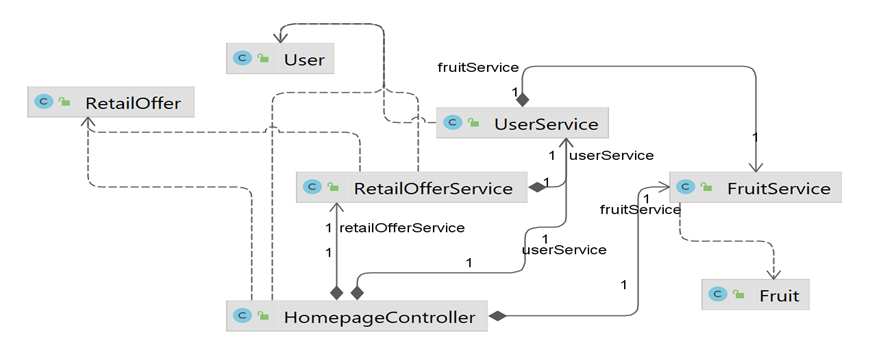 C User
fruitService
1
C RetailOffer
C UserService
1
1 userService
C RetailOfferService
1
C FruitService
1
fruitService
1 retailOfferService
1
1
userService
1
1
C Fruit
C HomepageController